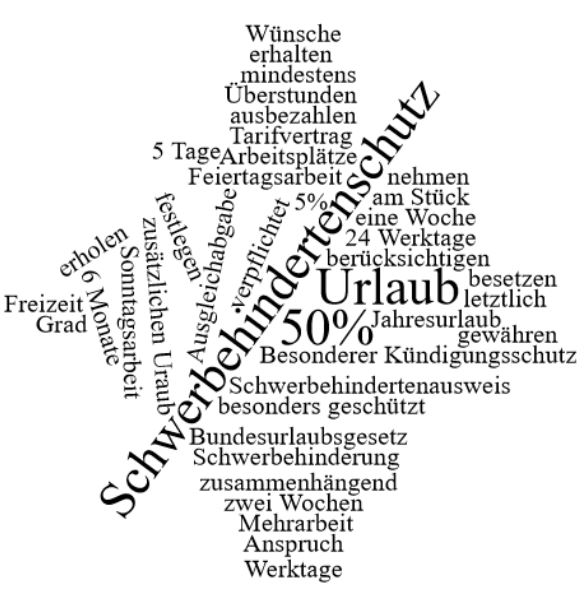 Wünsche
erhalten
mindestens
Überstunden
ausbezahlen
Tarifvertrag
5 Tage
Arbeitsplätze
Feiertagsarbeit
nehmen
5%
am Stück
eine Woche
24 Werktage
berücksichtigen
Urlaub
besetzen
letztlich
50%
Jahresurlaub
gewähren
Besonderer Kündigungsschutz
Schwerbehindertenschutz
verpflichtet
Ausgleichabgabe
festlegen
zusätzlichen Uraub
Sonntagsarbeit
erholen
6 Monate
Freizeit
Grad
Schwerbehindertenausweis
besonders geschützt
Bundesurlaubsgesetz
Schwerbehinderung
zusammenhängend
zwei Wochen
Mehrarbeit
Anspruch
Werktage